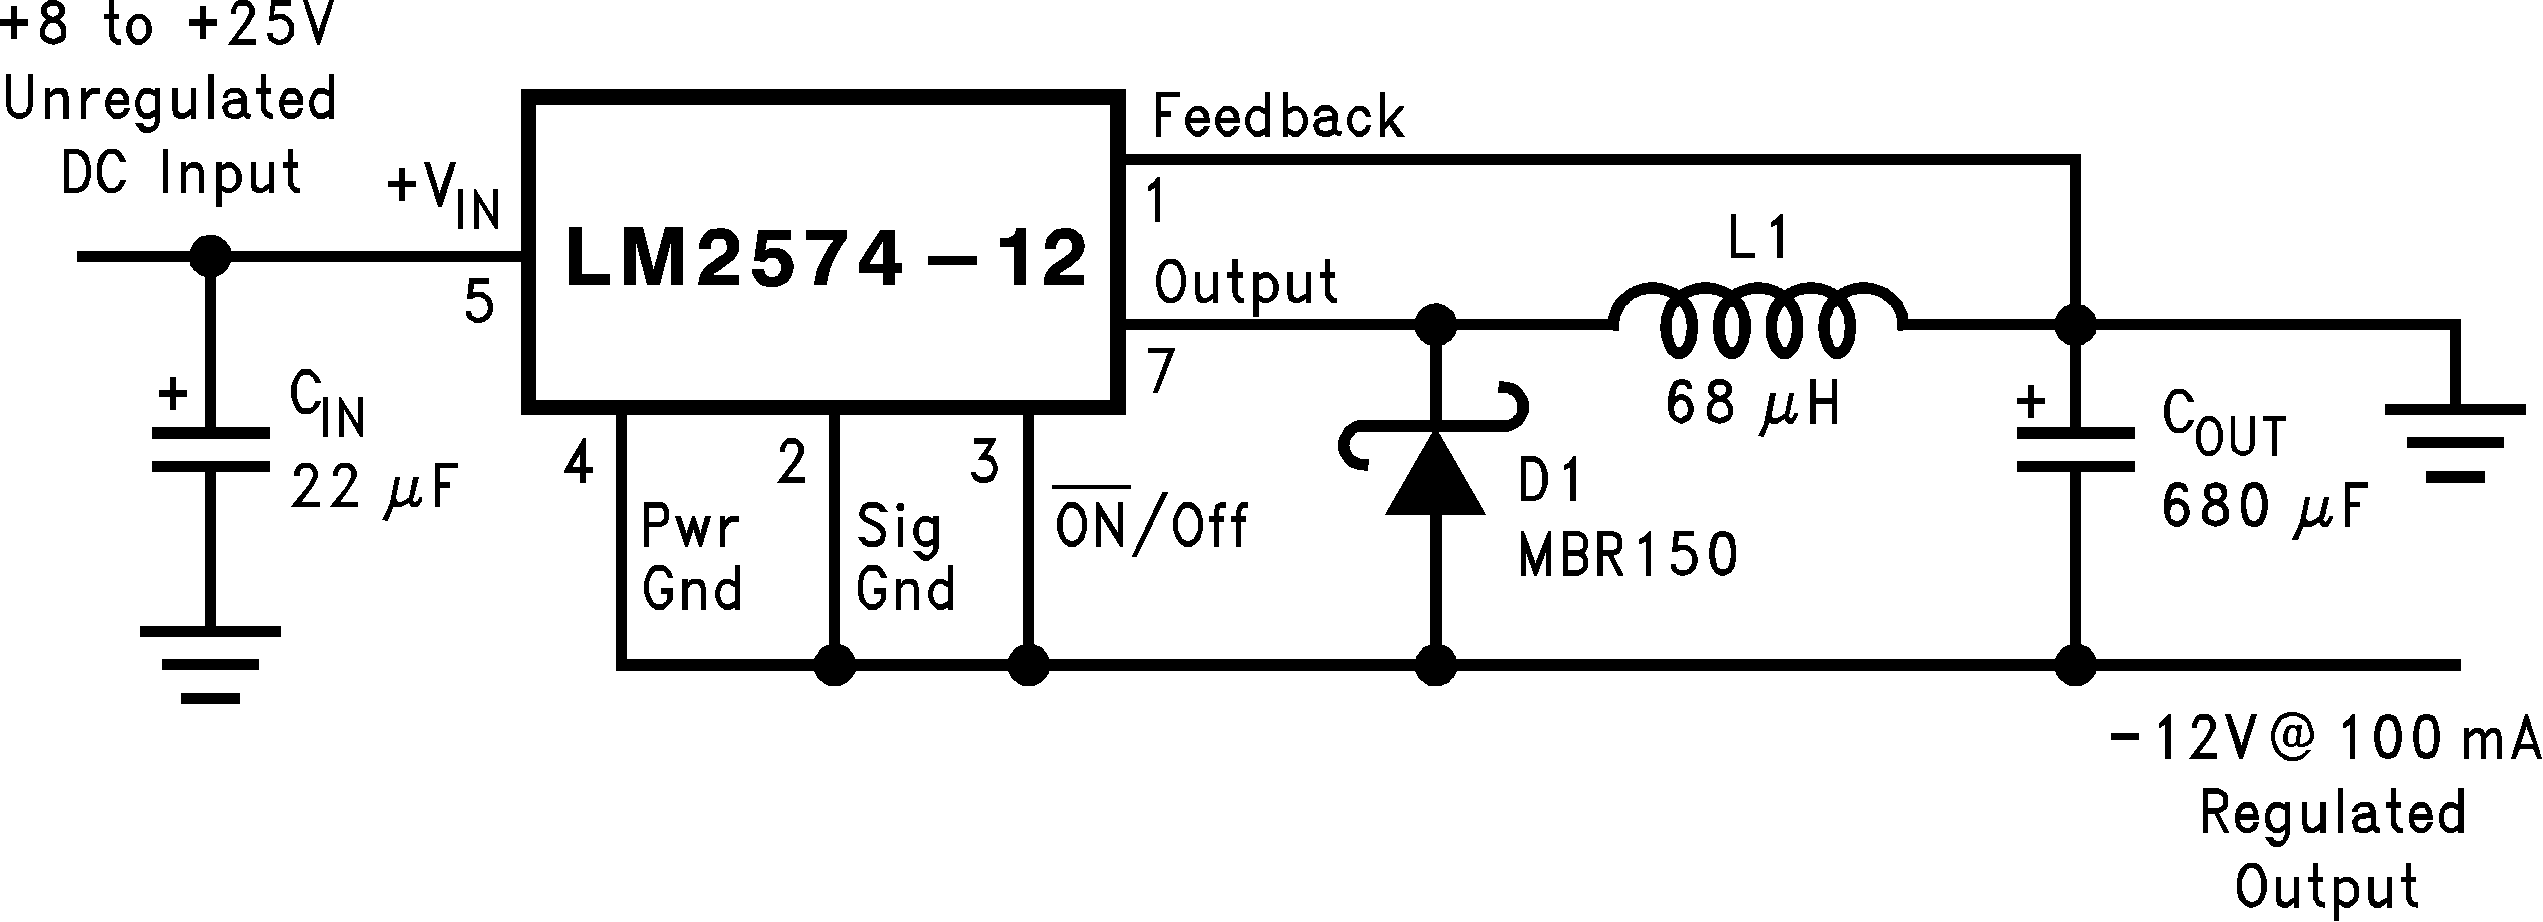 +8 to +25V
Unregulated
DC Input
+VIN
5
LM2574-12
Feedback
1
Output
7
L1
68 μH
+
CIN
22 μF
4
Pwr
Gnd
2
Sig
Gnd
3
ON/Off
D1
MBR150
+
COUT
680 μF
-12V@ 100 mA
Regulated
Output